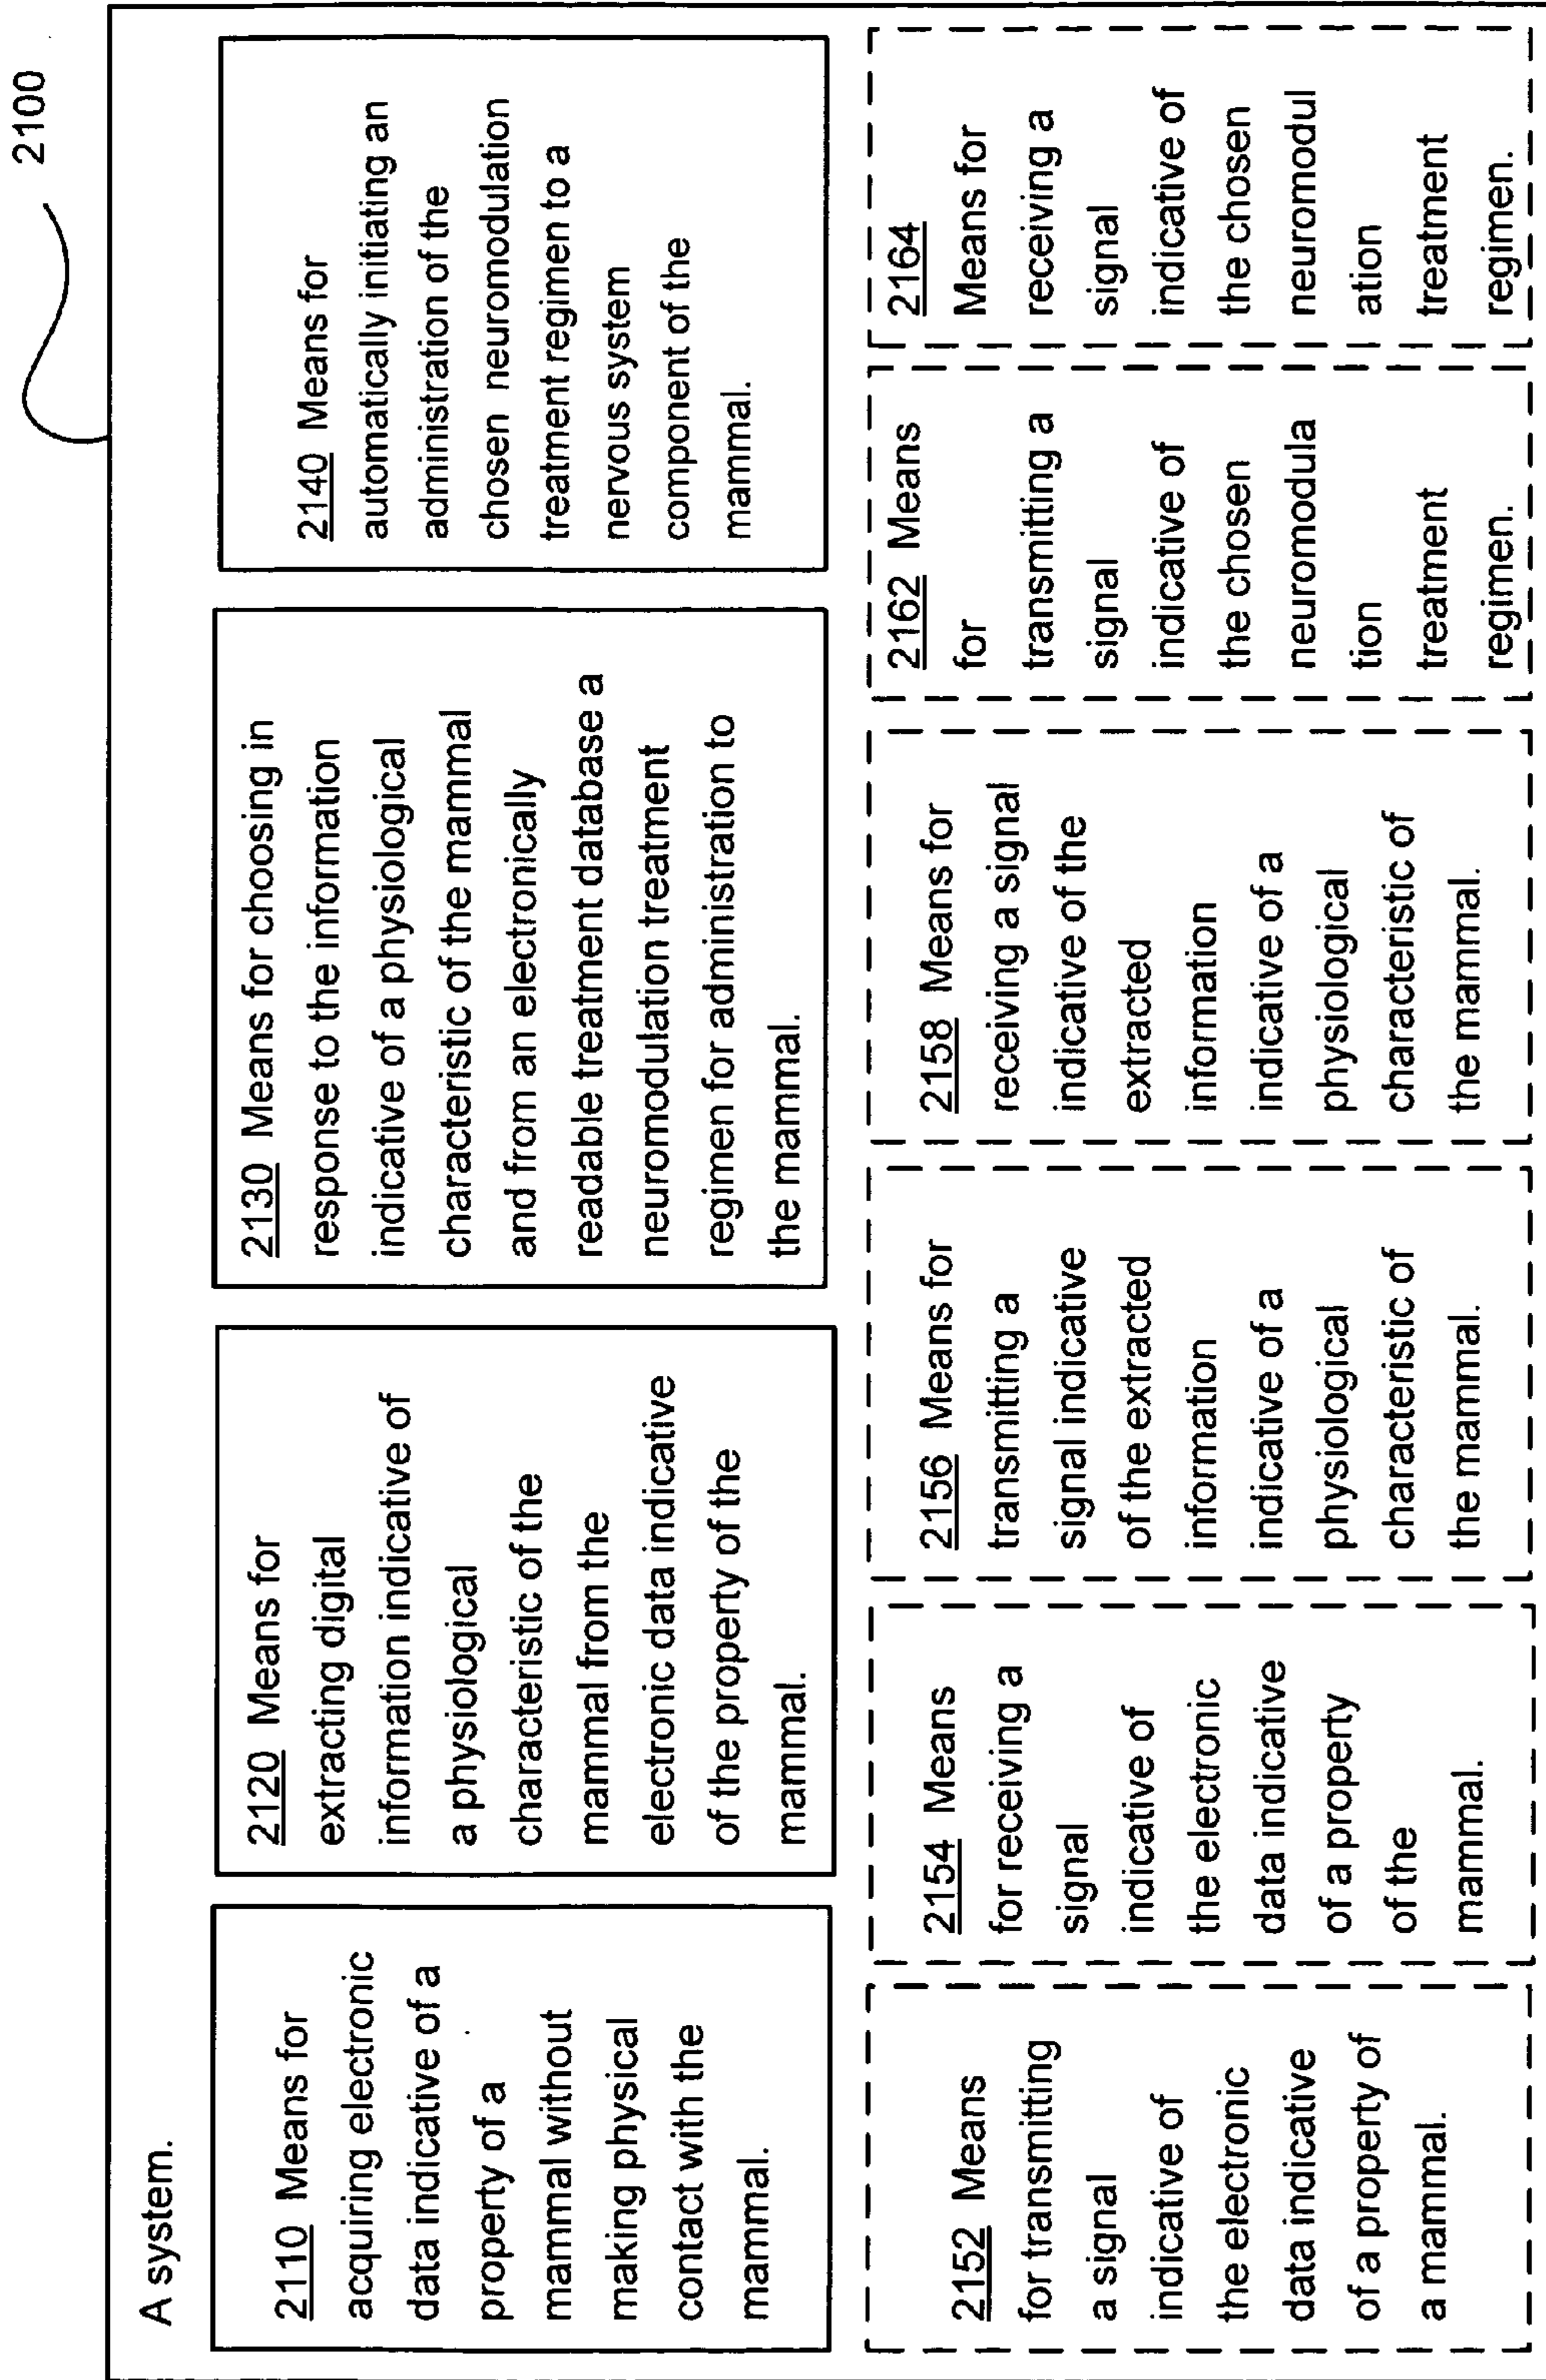 2100
A system.
2110 Means for
acquiring electronic
data indicative of a
property of a
mammal without
making physical
contact with the
mammal.
2120 Means for
extracting digital
information indicative of
a physiological
characteristic of the
mammal from the
electronic data indicative
of the property of the
mammal.
2130 Means for choosing in
response to the information
indicative of a physiological
characteristic of the mammal
and from an electronically
readable treatment database a
neuromodulation treatment
regimen for administration to
the mammal.
2140 Means for
automatically initiating an
administration of the
chosen neuromodulation
treatment regimen to a
nervous system
component of the
mammal.
2152 Means
for transmitting
a signal
indicative of
the electronic
data indicative
of a property of
a mammal.
2154 Means
for receiving a
signal
indicative of
the electronic
data indicative
of a property
of the
mammal.
2156 Means for
transmitting a
signal indicative
of the extracted
information
indicative of a
physiological
characteristic of
the mammal.
2158 Means for
receiving a signal
indicative of the
extracted
information
indicative of a
physiological
characteristic of
the mammal.
2162 Means
for
transmitting a
signal
indicative of
the chosen
neuromodula
tion
treatment
regimen.
2164
Means for
receiving a
signal
indicative of
the chosen
neuromodul
ation
treatment
regimen.